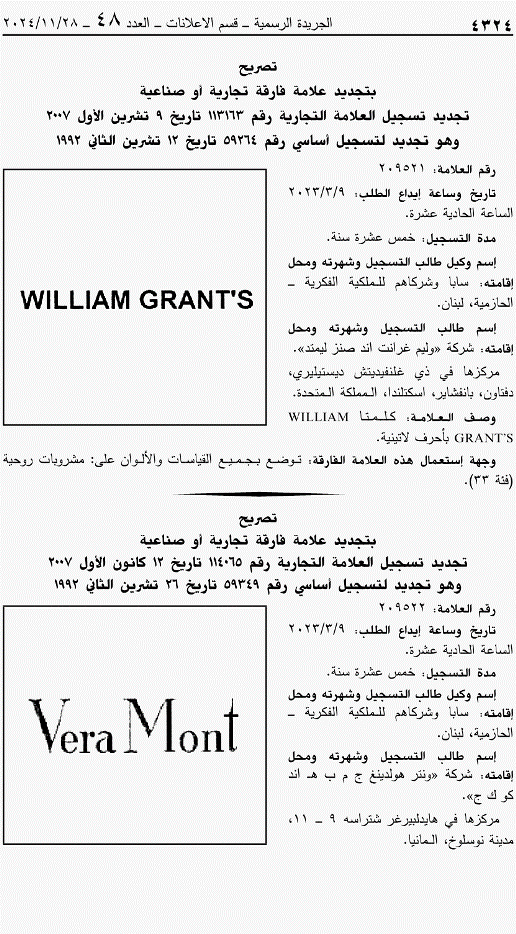 ٤٣٢٤ الجريدة الرسمية – قسم الاعلانات – العدد ٤٨ – ٢٠٢٤/١١/٢٨
تصريح
بتجديد علامة فارقة تجارية أو صناعية
تجديد تسجيل العلامة التجارية رقم ١١٣١٦٣ تاريخ ٩ تشرين الأول ٢٠٠٧
وهو تجديد لتسجيل أساسي رقم ٥٩٢٦٤ تاريخ ١٢ تشرين الثاني ١٩٩٢
رقم العلامة: ٢٠٩٥٢١
تاريخ وساعة إيداع الطلب: ٢٠٢٣/٣/٩
الساعة الحادية عشرة.
مدة التسجيل: خمس عشرة سنة.
إسم وكيل طالب التسجيل وشهرته ومحل
إقامته: سابا وشركاهم للملكية الفكرية –
الحازمية، لبنان.
إسم طالب التسجيل وشهرته ومحل
إقامته: شركة «وليم غرانت اند صنز ليمتد».
مركزها في ذي غلنفيديتش ديستيليري،
دفتاون، بانفشاير، اسكتلندا، المملكة المتحدة.
وصف العلامة: كلمتا WILLIAM
GRANT'S بأحرف لاتينية.
WILLIAM GRANT'S
وجهة إستعمال هذه العلامة الفارقة: توضع بجميع القياسات والألوان على: مشروبات روحية
(فئة ٣٣).
تصريح
بتجديد علامة فارقة تجارية أو صناعية
تجديد تسجيل العلامة التجارية رقم ١١٤٠٦٥ تاريخ ١٢ كانون الأول ٢٠٠٧
وهو تجديد لتسجيل أساسي رقم ٥٩٣٤٩ تاريخ ٢٦ تشرين الثاني ١٩٩٢
رقم العلامة: ٢٠٩٥٢٢
تاريخ وساعة إيداع الطلب: ٢٠٢٣/٣/٩
الساعة الحادية عشرة.
مدة التسجيل: خمس عشرة سنة.
إسم وكيل طالب التسجيل وشهرته ومحل
إقامته: سابا وشركاهم للملكية الفكرية –
الحازمية، لبنان.
إسم طالب التسجيل وشهرته ومحل
إقامته: شركة «ونتر هولدينغ ج م ب هـ اند
كو ك ج».
مركزها في هايدلبيرغر شتراسه ٩ – ١١،
مدينة نوسلوخ، المانيا.
Vera Mont